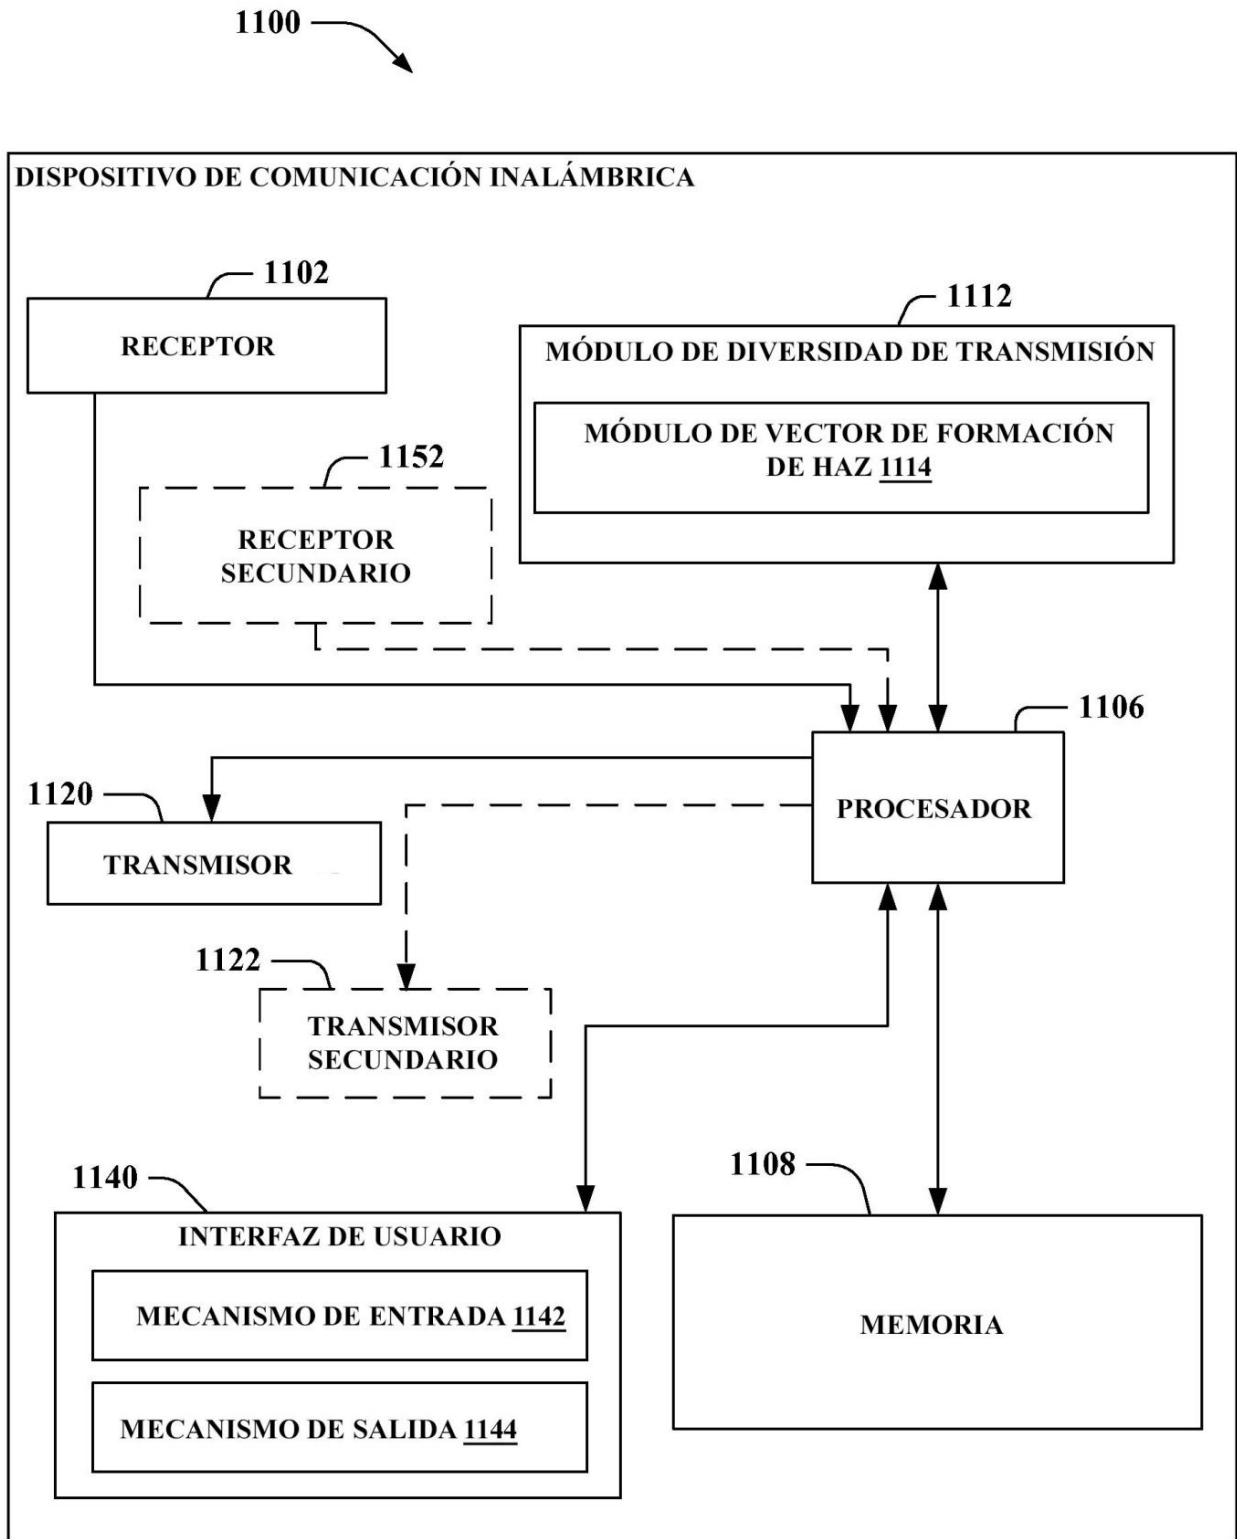 1100
DISPOSITIVO DE COMUNICACIÓN INALÁMBRICA
1102
RECEPTOR
1112
MÓDULO DE DIVERSIDAD DE TRANSMISIÓN
MÓDULO DE VECTOR DE FORMACIÓN
DE HAZ 1114
1152
RECEPTOR
SECUNDARIO
1106
PROCESADOR
1120
TRANSMISOR
1122
TRANSMISOR
SECUNDARIO
1140
INTERFAZ DE USUARIO
MECANISMO DE ENTRADA 1142
MECANISMO DE SALIDA 1144
1108
MEMORIA